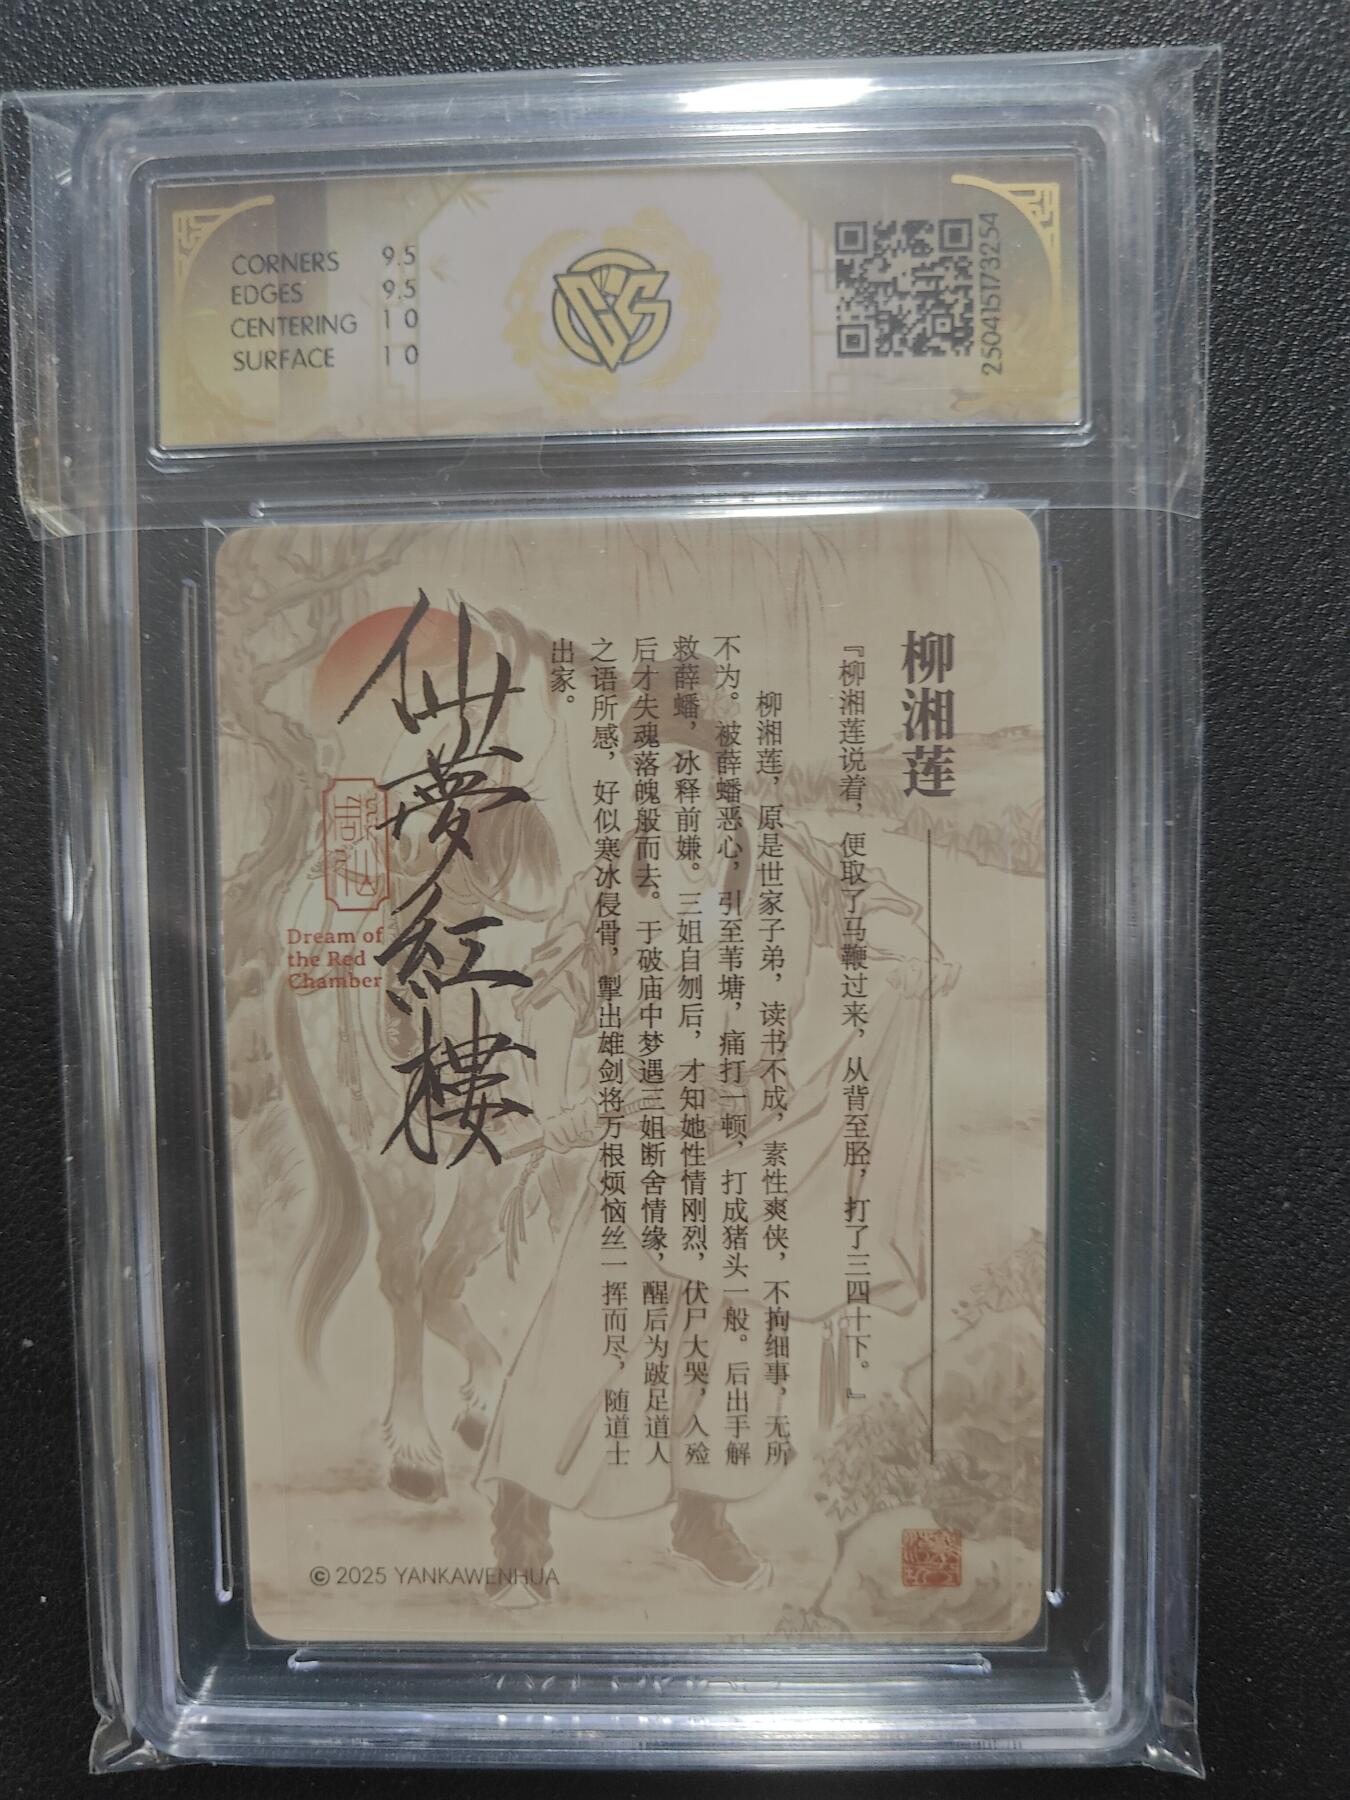 CORNERS 9.5
EDGES 9.5
CENTERING 10
SURFACE 10
CCG
250415173254
柳湘莲
『柳湘莲说着，便取了马鞭过来，从背至胫，打了三四十下。』
柳湘莲，原是世家子弟，读书不成，素性爽侠，不拘细事，无所
不为。被薛蟠恶心，引至苇塘，痛打一顿，打成猪头一般。后出手解
救薛蟠，冰释前嫌。三姐自刎后，才知她性情刚烈，伏尸大哭，入殓
后才失魂落魄般而去。于破庙中梦遇三姐断舍情缘，醒后为跛足道人
之语所感，好似寒冰侵骨，掣出雄剑将万根烦恼丝一挥而尽，随道士
出家。
仙夢紅樓
Dream of
the Red
Chamber
© 2025 YANKAWENHUA